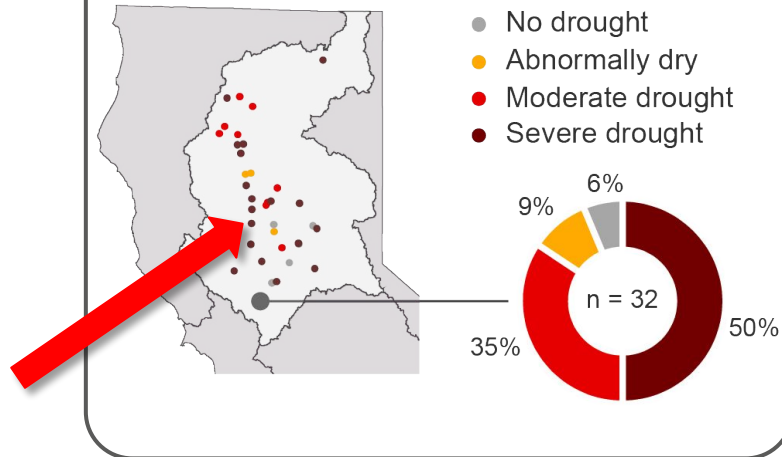 No drought
Abnormally dry
Moderate drought
Severe drought
6%
9%
n = 32
50%
35%